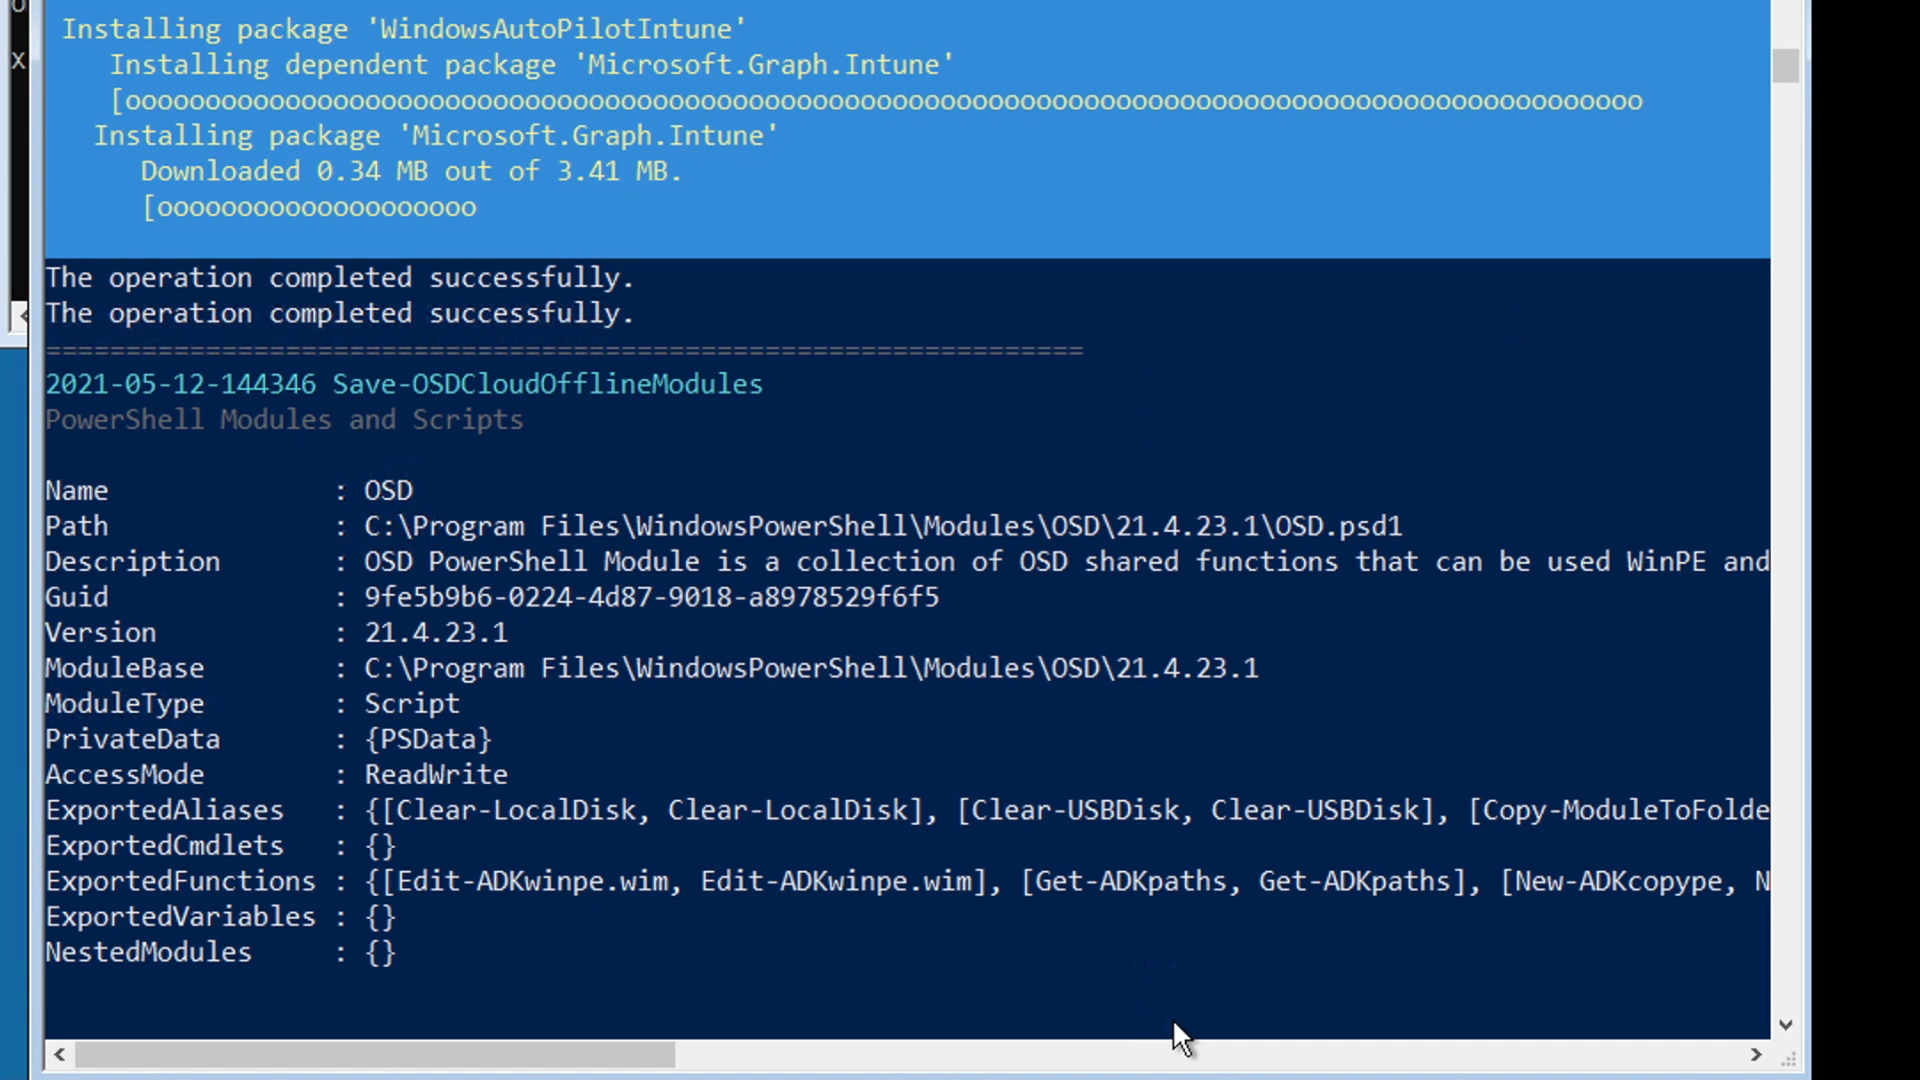 Installing package 'WindowsAutoPilotIntune'
Installing dependent package 'Microsoft.Graph.Intune'
[ooooooooooooooooooooooooooooooooooooooooooooooooooooooooooooooooooooooooooooooooooooooooooooooo
Installing package 'Microsoft.Graph.Intune'
Downloaded 0.34 MB out of 3.41 MB.
[oooooooooooooooooooo
The operation completed successfully.
The operation completed successfully.
=================================================================
2021-05-12-144346 Save-OSDCloudOfflineModules
PowerShell Modules and Scripts
Name : OSD
Path : C:\Program Files\WindowsPowerShell\Modules\OSD\21.4.23.1\OSD.psd1
Description : OSD PowerShell Module is a collection of OSD shared functions that can be used WinPE and
Guid : 9fe5b9b6-0224-4d87-9018-a8978529f6f5
Version : 21.4.23.1
ModuleBase : C:\Program Files\WindowsPowerShell\Modules\OSD\21.4.23.1
ModuleType : Script
PrivateData : {PSData}
AccessMode : ReadWrite
ExportedAliases : {[Clear-LocalDisk, Clear-LocalDisk], [Clear-USBDisk, Clear-USBDisk], [Copy-ModuleToFolde
ExportedCmdlets : {}
ExportedFunctions : {[Edit-ADKwinpe.wim, Edit-ADKwinpe.wim], [Get-ADKpaths, Get-ADKpaths], [New-ADKcopype, N
ExportedVariables : {}
NestedModules : {}